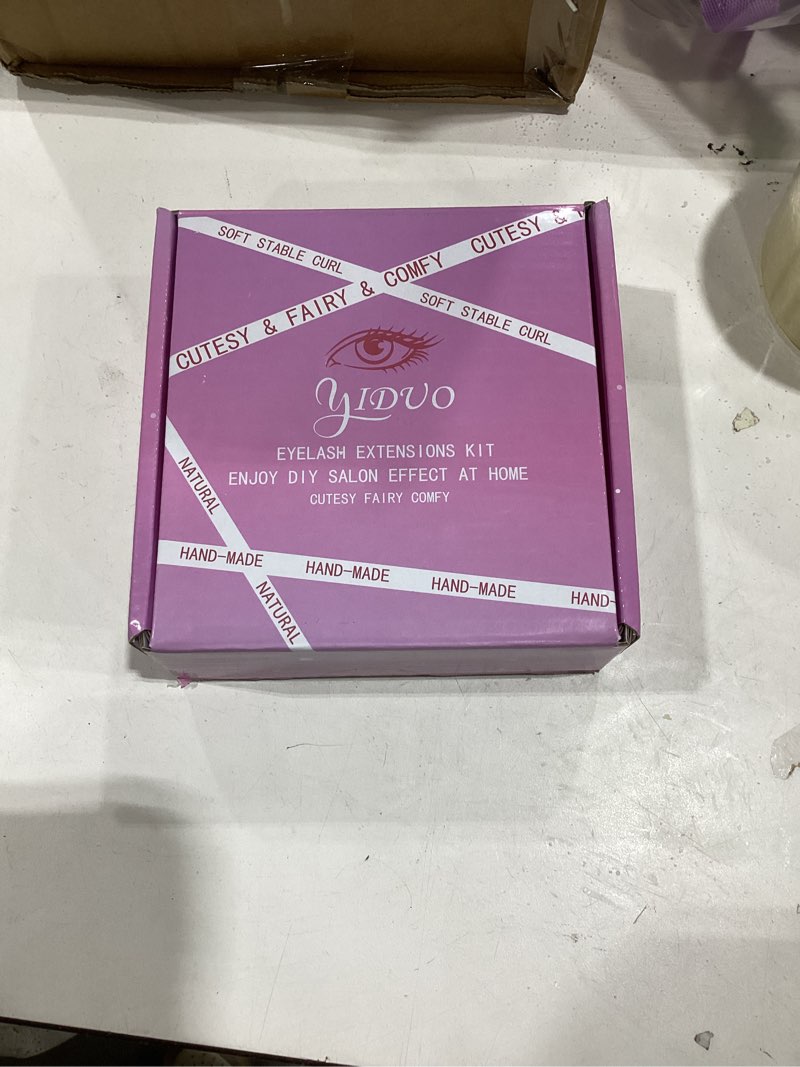 SOFT STABLE CURL
CUTESY & FAIRY & COMFY CUTESY &
SOFT STABLE CURL
YIDUO
EYELASH EXTENSIONS KIT
ENJOY DIY SALON EFFECT AT HOME
CUTESY FAIRY COMFY
NATURAL
HAND-MADE HAND-MADE HAND-MADE HAND-
NATURAL